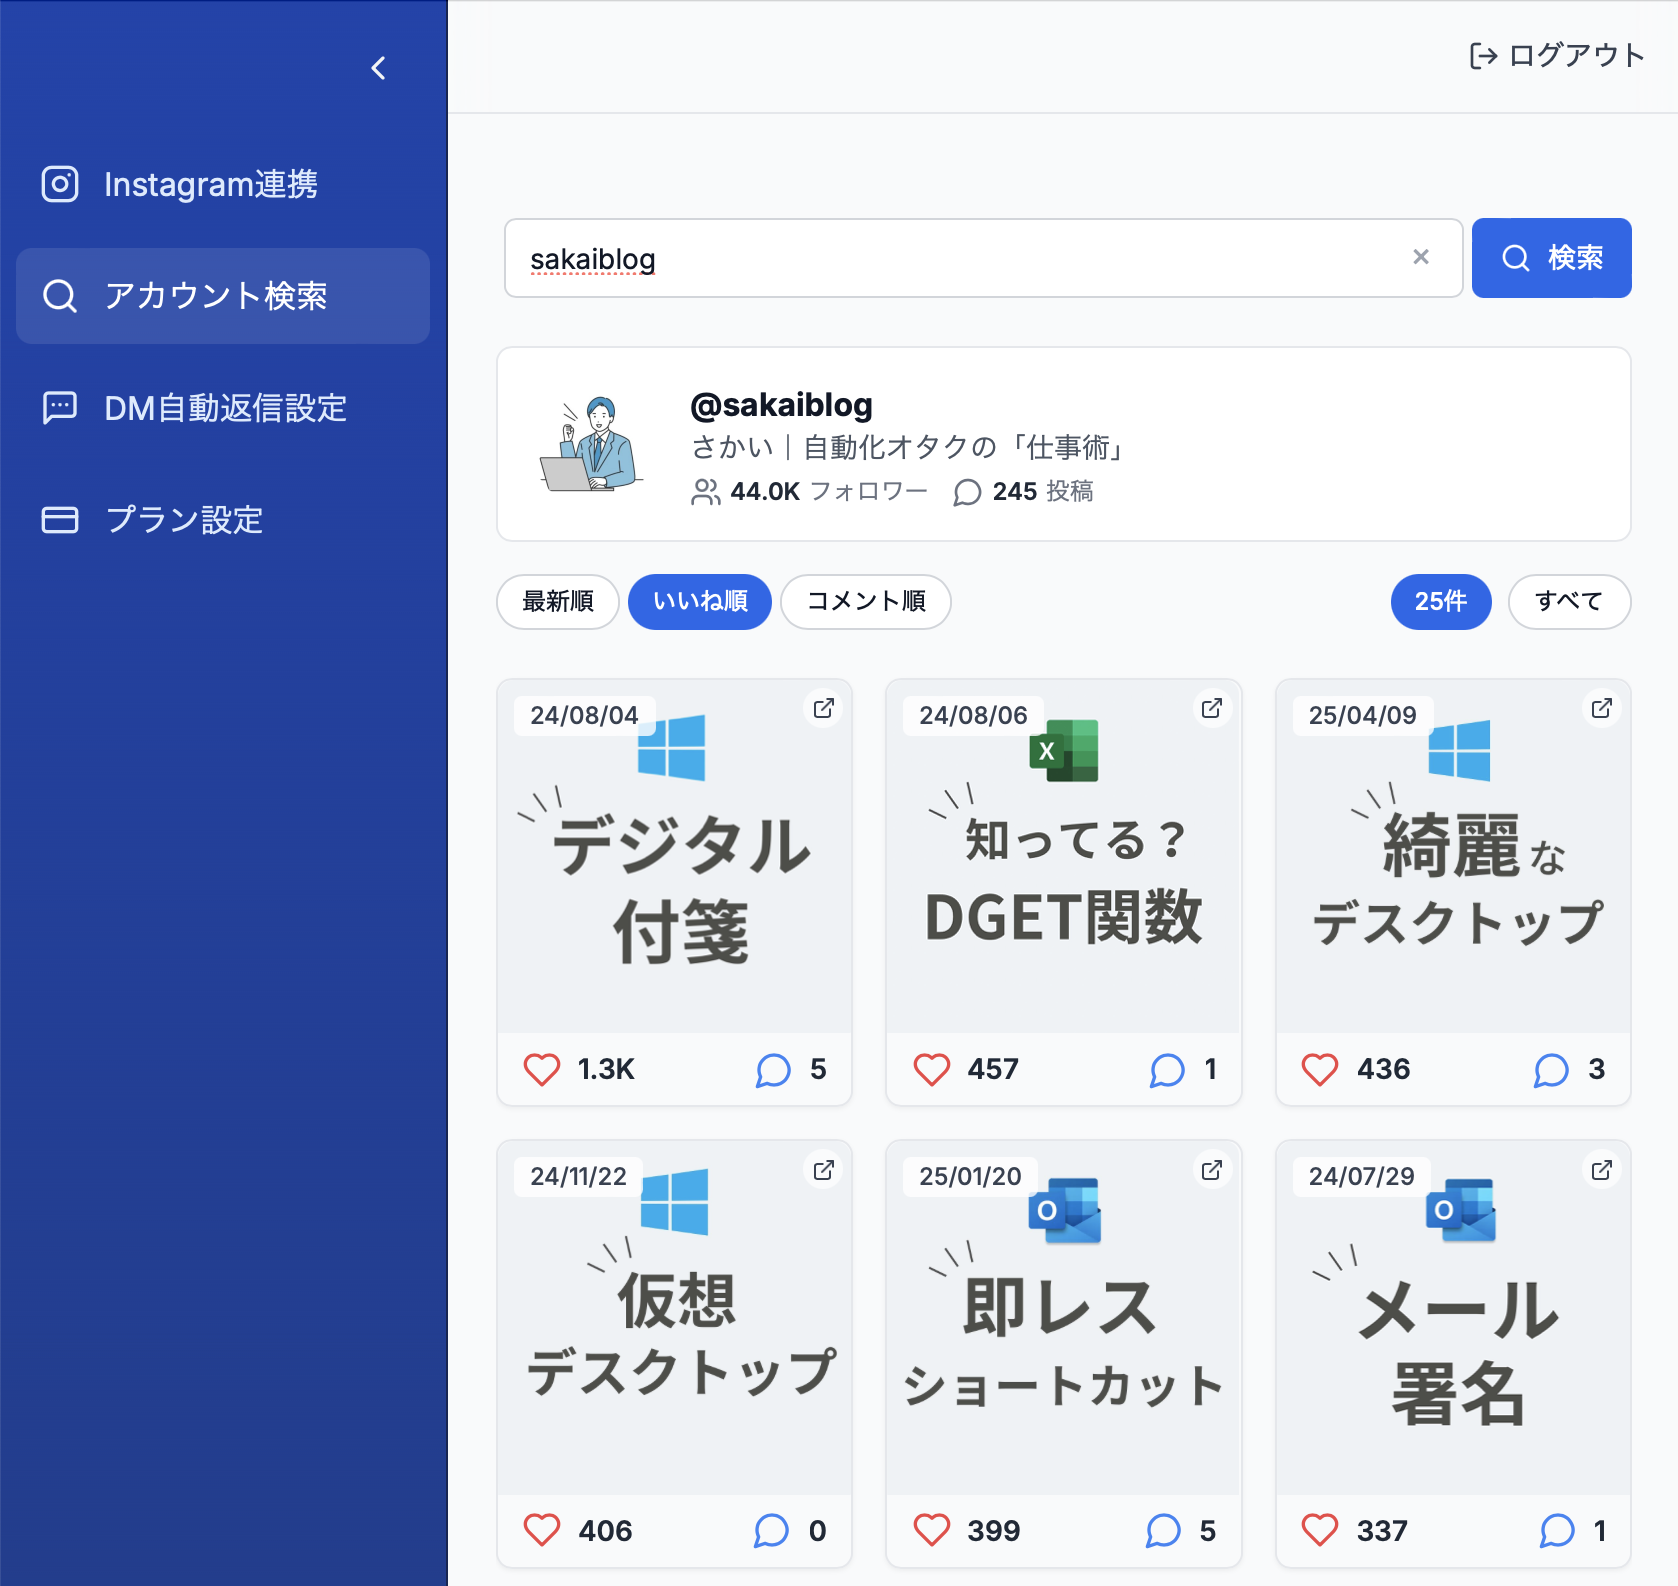 ログアウト
Instagram連携
アカウント検索
DM自動返信設定
プラン設定
sakaiblog
検索
@sakaiblog
さかい｜自動化オタクの「仕事術」
44.0K フォロワー 245 投稿
最新順 いいね順 コメント順 25件 すべて
24/08/04
デジタル
付箋
1.3K 5
24/08/06
X
知ってる？
DGET関数
457 1
25/04/09
綺麗な
デスクトップ
436 3
24/11/22
仮想
デスクトップ
406 0
25/01/20
O
即レス
ショートカット
399 5
24/07/29
O
メール
署名
337 1